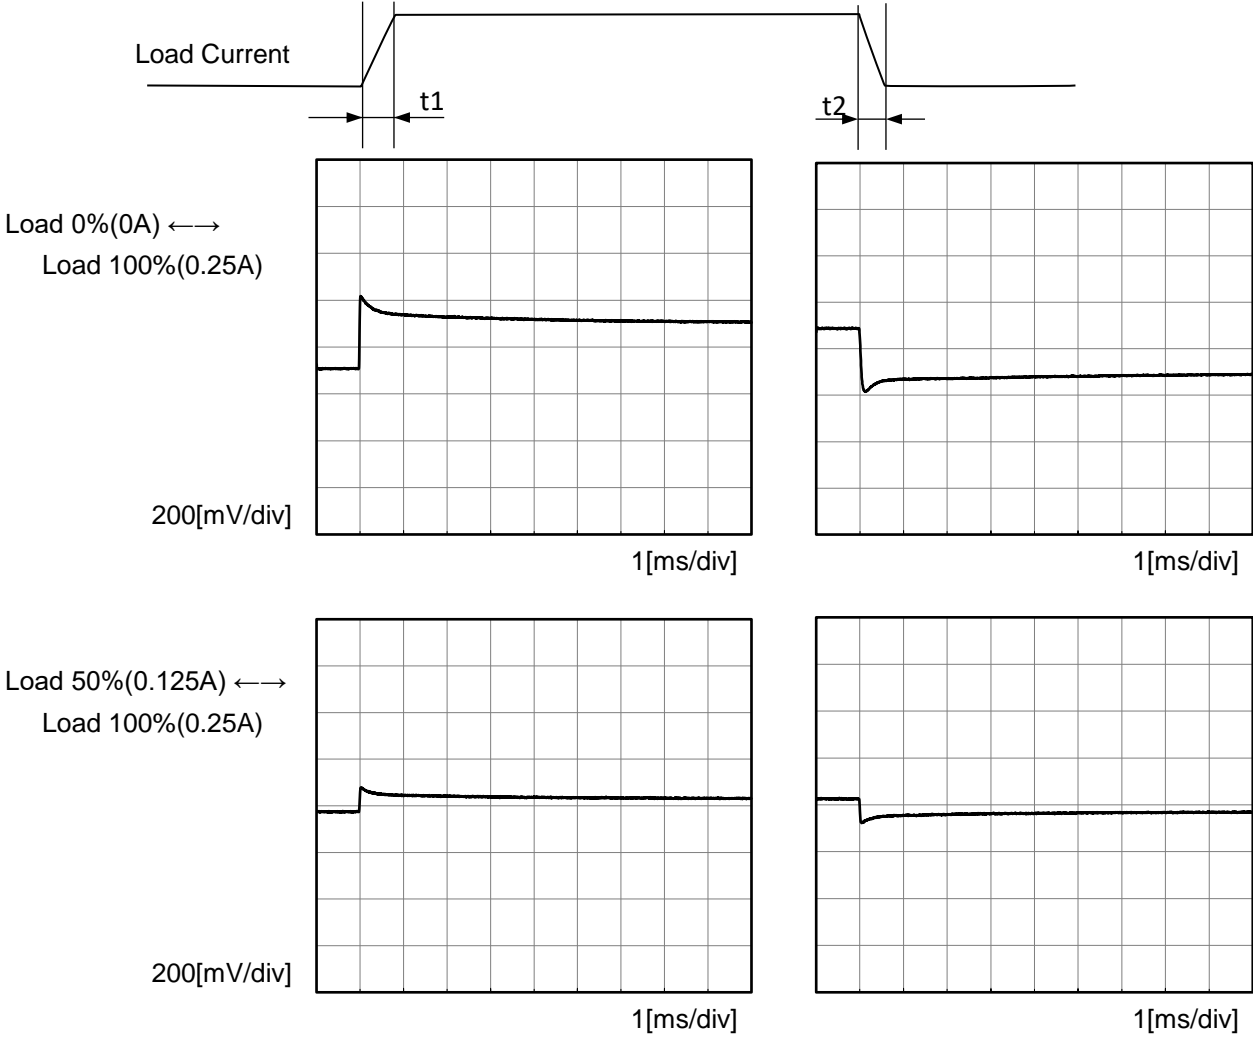 Load Current
t1
t2
Load 0%(0A) ←→
Load 100%(0.25A)
200[mV/div]
1[ms/div]
1[ms/div]
Load 50%(0.125A) ←→
Load 100%(0.25A)
200[mV/div]
1[ms/div]
1[ms/div]